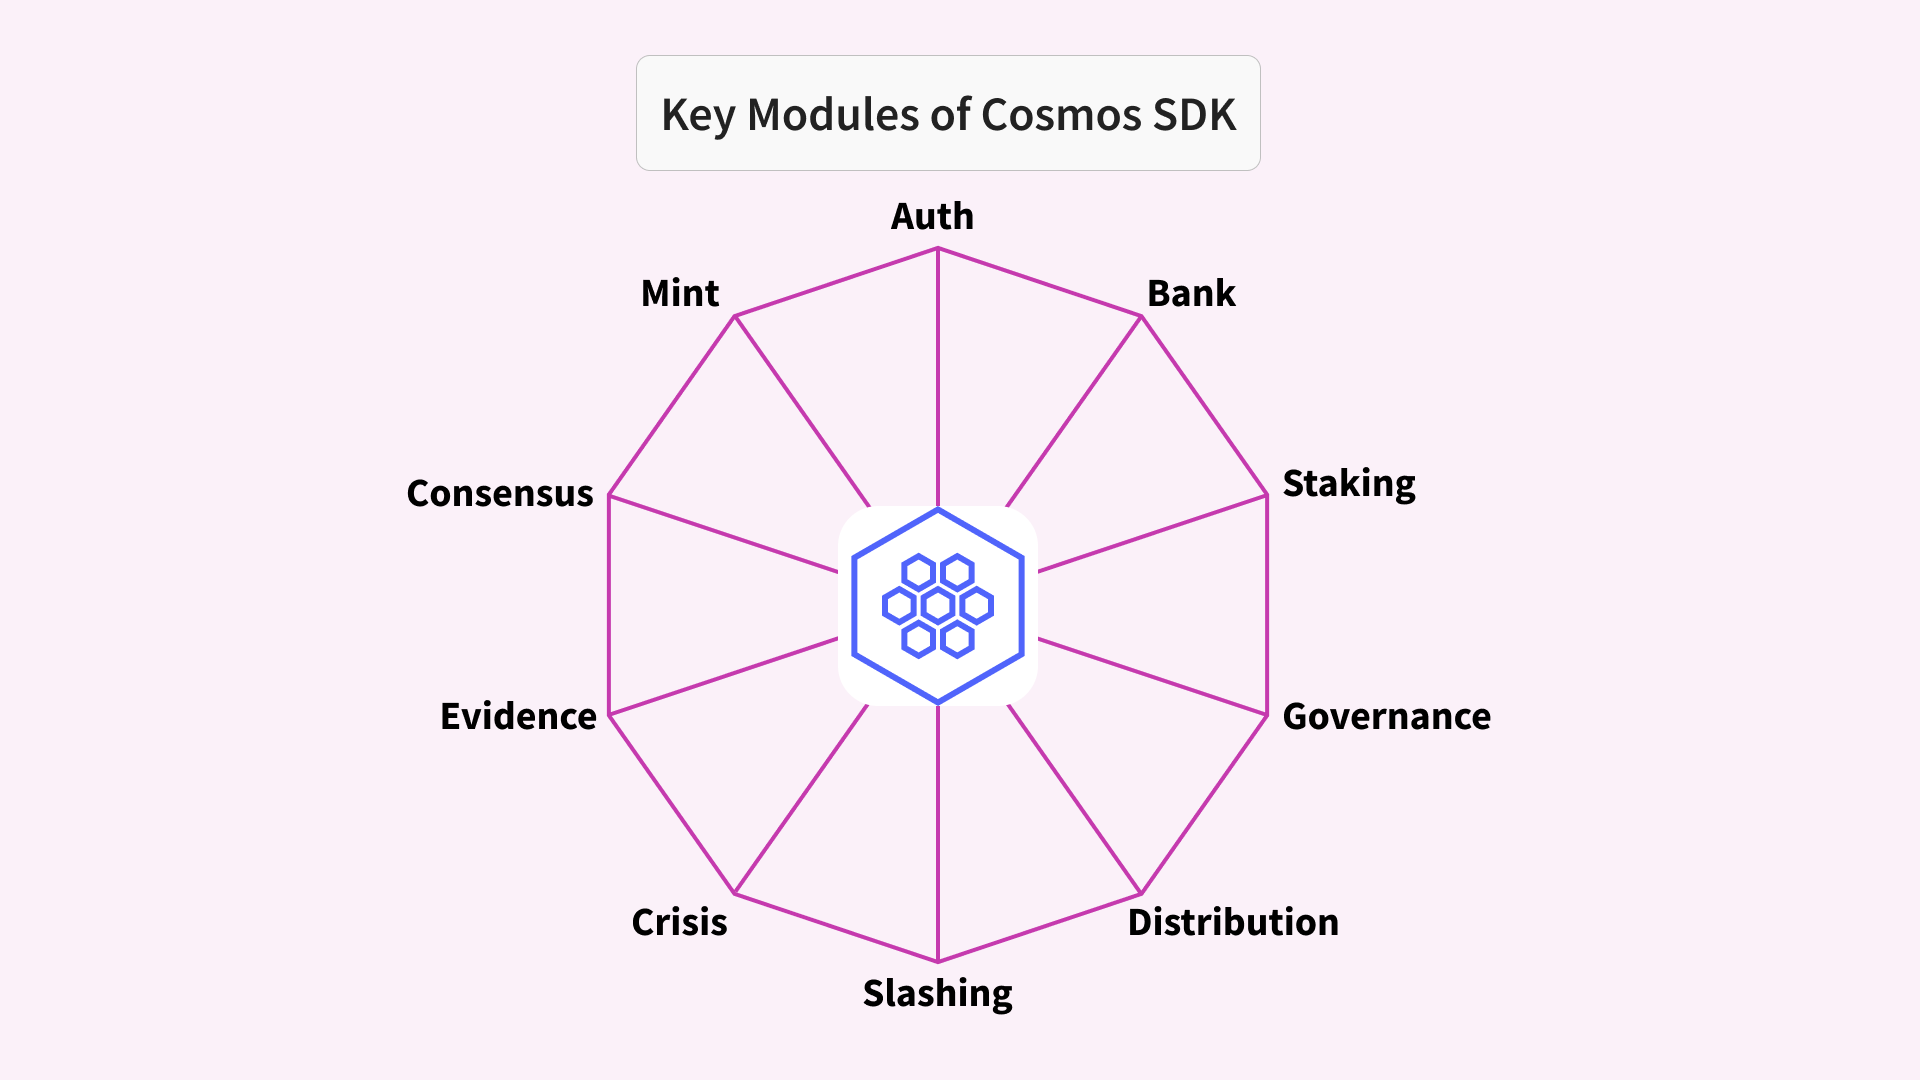 Key Modules of Cosmos SDK
Auth
Mint
Bank
Consensus
Staking
Evidence
Governance
Crisis
Distribution
Slashing